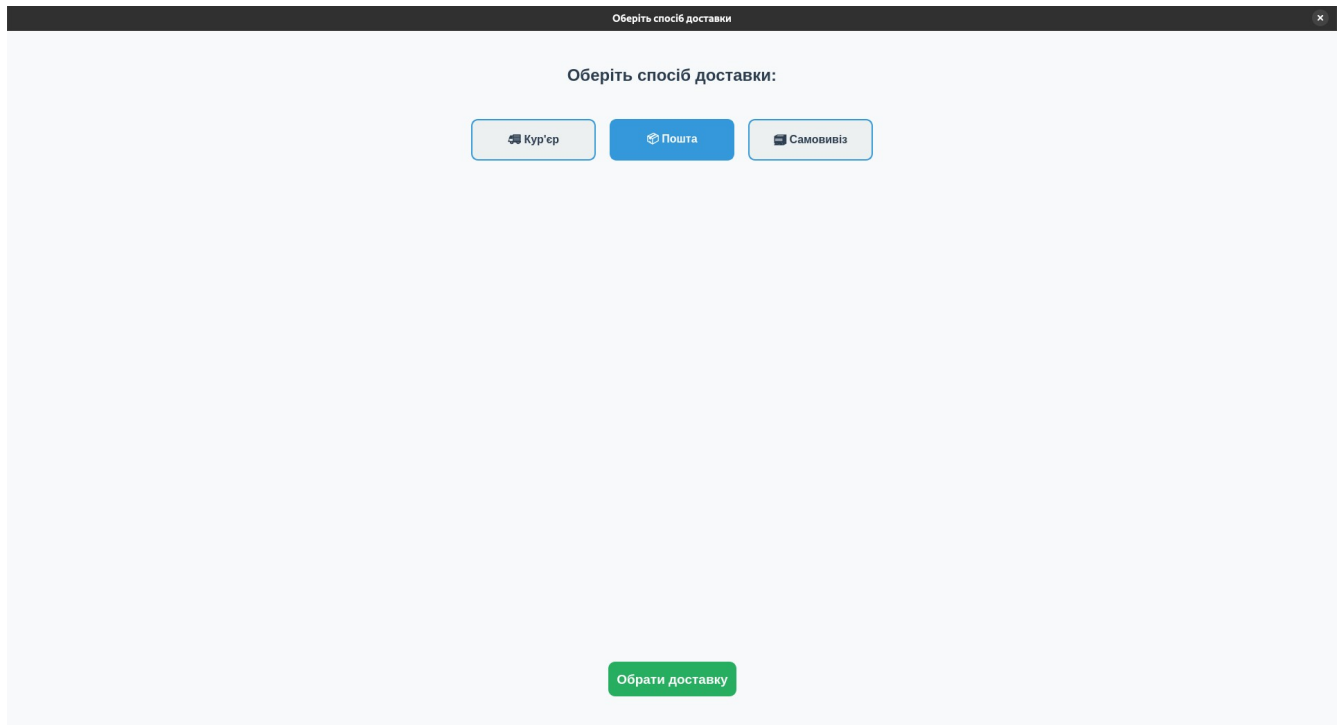 Оберіть спосіб доставки
Оберіть спосіб доставки:
🚚 Кур'єр 📦 Пошта 🏪 Самовивіз
Обрати доставку